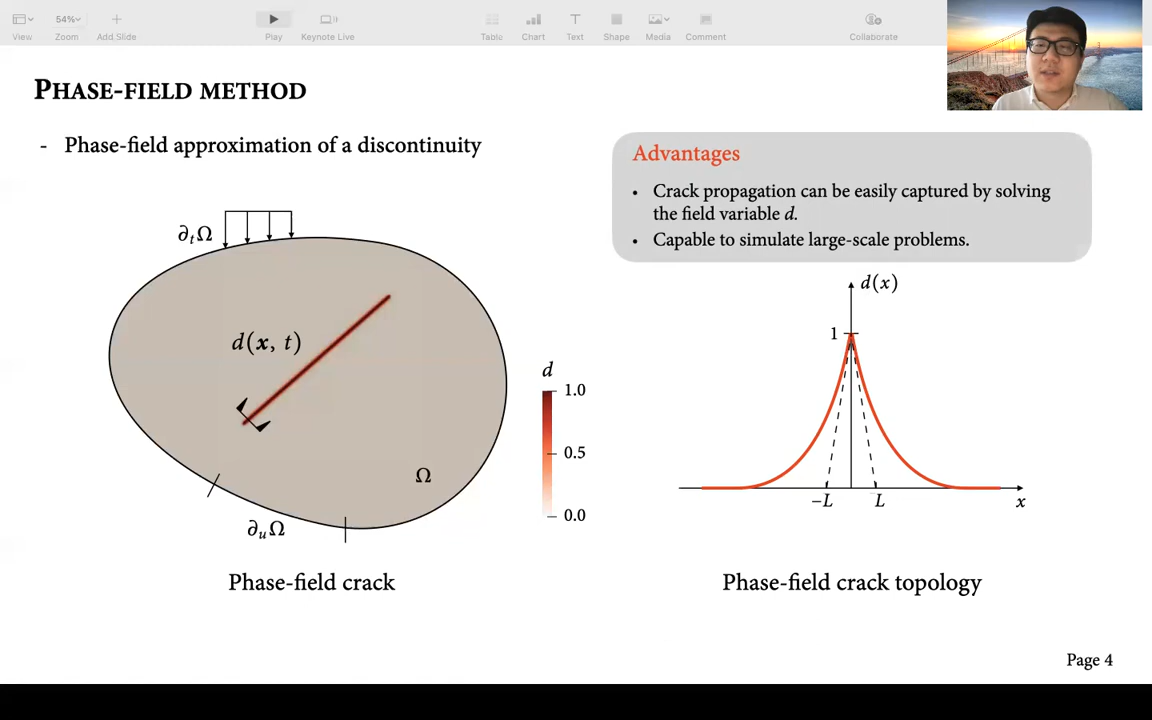 54%
View
Zoom
Add Slide
Play
Keynote Live
Table
Chart
Text
Shape
Media
Comment
Collaborate
PHASE-FIELD METHOD
- Phase-field approximation of a discontinuity
Advantages
• Crack propagation can be easily captured by solving
the field variable d.
• Capable to simulate large-scale problems.
∂tΩ
d(x, t)
Ω
∂uΩ
d
1.0
0.5
0.0
Phase-field crack
d(x)
1
−L
L
x
Phase-field crack topology
Page 4